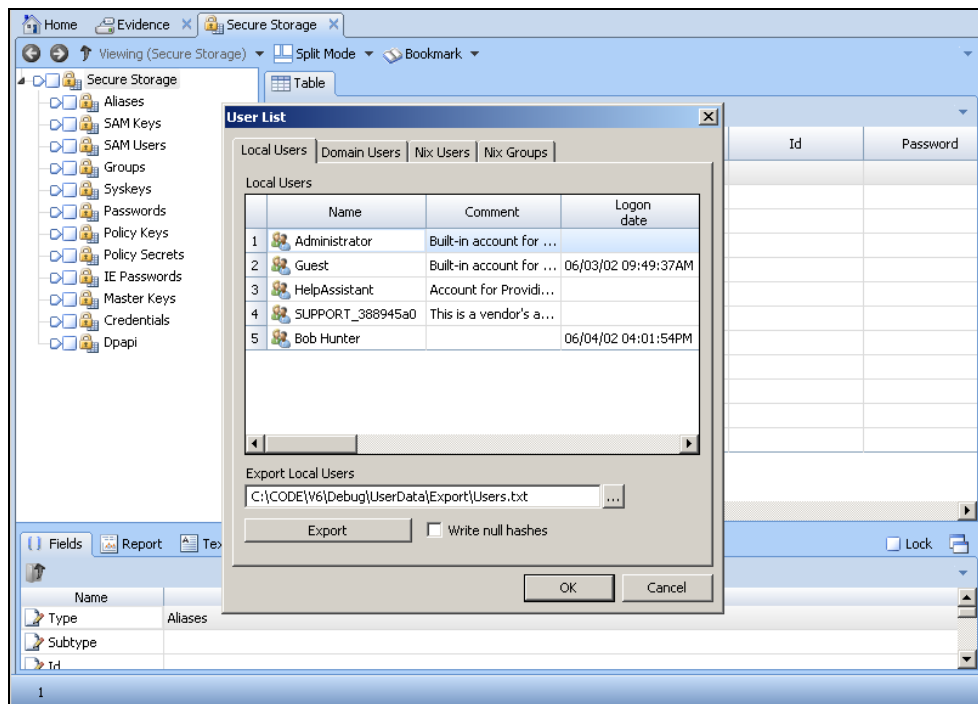 Home Evidence Secure Storage
Viewing (Secure Storage) Split Mode Bookmark
Secure Storage
Aliases
SAM Keys
SAM Users
Groups
Syskeys
Passwords
Policy Keys
Policy Secrets
IE Passwords
Master Keys
Credentials
Dpapi
Table
Id Password
User List
Local Users Domain Users Nix Users Nix Groups
Local Users
Name Comment Logon date
1 Administrator Built-in account for ...
2 Guest Built-in account for ... 06/03/02 09:49:37AM
3 HelpAssistant Account for Providi...
4 SUPPORT_388945a0 This is a vendor's a...
5 Bob Hunter 06/04/02 04:01:54PM
Export Local Users
C:\CODE\V6\Debug\UserData\Export\Users.txt ...
Export Write null hashes
OK Cancel
Fields Report Tex Lock
Name
Type Aliases
Subtype
Id
1